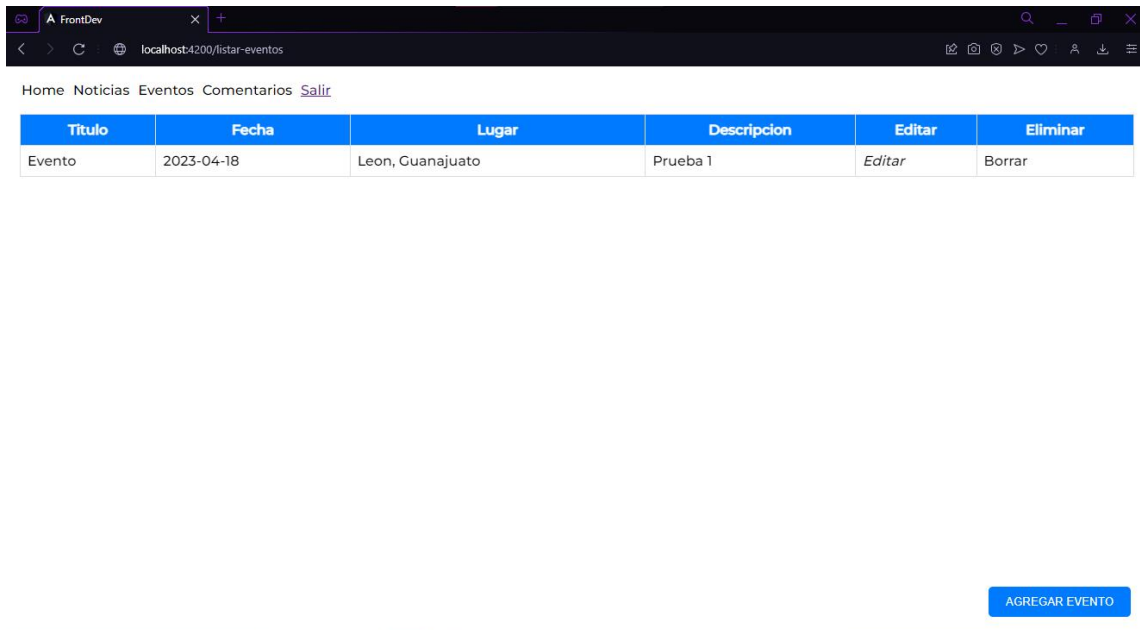 A FrontDev
localhost:4200/listar-eventos
Home Noticias Eventos Comentarios Salir
Titulo Fecha Lugar Descripcion Editar Eliminar
Evento 2023-04-18 Leon, Guanajuato Prueba 1 Editar Borrar
AGREGAR EVENTO